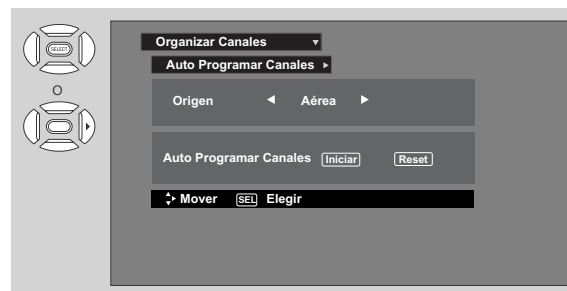 SELECT
O
Organizar Canales
Auto Programar Canales
Origen Aérea
Auto Programar Canales Iniciar Reset
Mover SEL Elegir